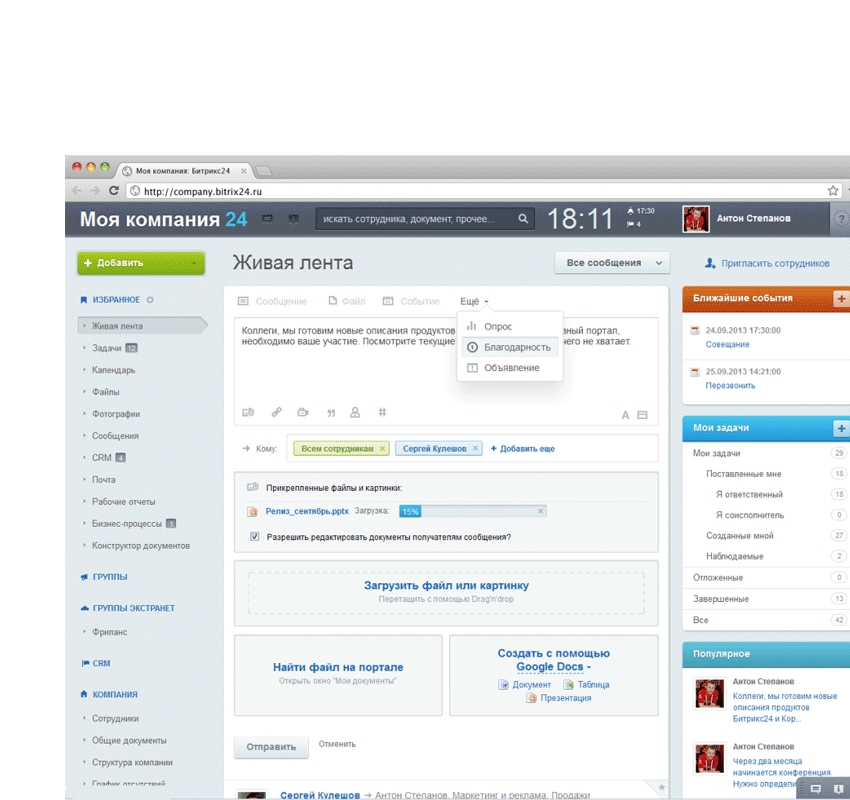 Моя компания: Битрикс24
http://company.bitrix24.ru
Моя компания 24
искать сотрудника, документ, прочее...
18:11
17:30
4
Антон Степанов
?
+ Добавить
Живая лента
Все сообщения
Пригласить сотрудников
ИЗБРАННОЕ
Живая лента
Задачи 12
Календарь
Файлы
Фотографии
Сообщения
CRM 4
Почта
Рабочие отчеты
Бизнес-процессы 1
Конструктор документов
ГРУППЫ
ГРУППЫ ЭКСТРАНЕТ
Фриланс
CRM
КОМПАНИЯ
Сотрудники
Общие документы
Структура компании
График отсутствий
Сообщение Файл Событие Ещё
Опрос
Благодарность
Объявление
Коллеги, мы готовим новые описания продуктов вный портал,
необходимо ваше участие. Посмотрите текущие чего не хватает.
A
Кому: Всем сотрудникам × Сергей Кулешов × + Добавить еще
Прикрепленные файлы и картинки:
Релиз_сентябрь.pptx Загрузка: 15% ×
Разрешить редактировать документы получателям сообщения?
Загрузить файл или картинку
Перетащить с помощью Drag'n'drop
Найти файл на портале
Открыть окно "Мои документы"
Создать с помощью
Google Docs
Документ Таблица
Презентация
Отправить Отменить
Сергей Кулешов → Антон Степанов, Маркетинг и реклама, Продажи
Ближайшие события +
24.09.2013 17:30:00
Совещание
25.09.2013 14:21:00
Перезвонить
Мои задачи +
Мои задачи 29
Поставленные мне 18
Я ответственный 18
Я соисполнитель 0
Созданные мной 27
Наблюдаемые 2
Отложенные 0
Завершенные 13
Все 42
Популярное
Антон Степанов
Коллеги, мы готовим новые
описания продуктов
Битрикс24 и Кор...
Антон Степанов
Через два месяца
начинается конференция.
Нужно определи